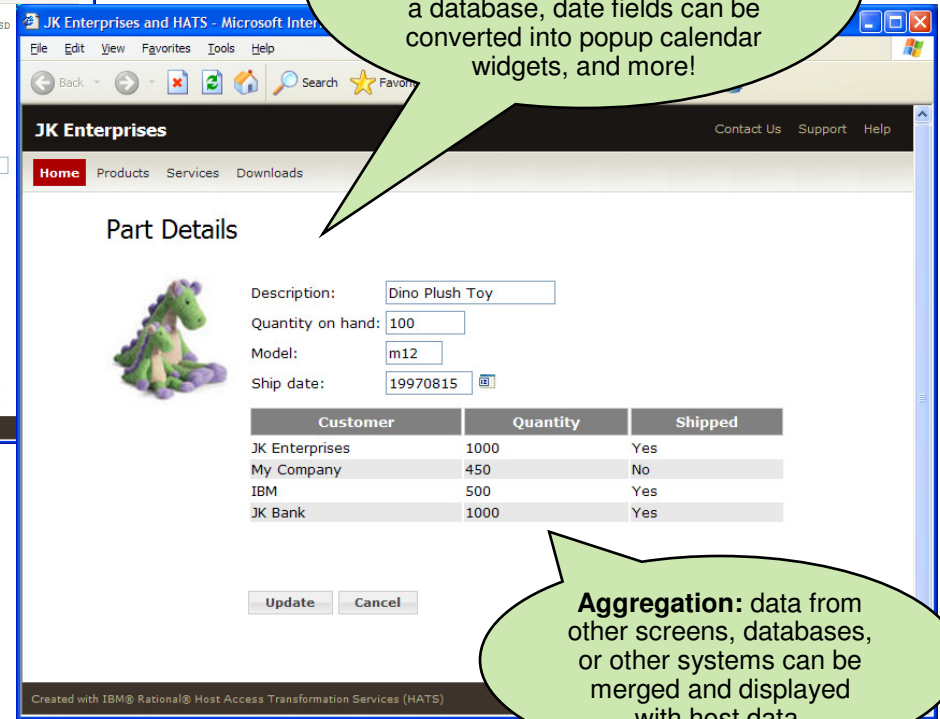 a database, date fields can be
converted into popup calendar
widgets, and more!
JK Enterprises and HATS - Microsoft
File Edit View Favorites Tools Help
Back Search
JK Enterprises
Contact Us Support Help
Home Products Services Downloads
Part Details
Description: Dino Plush Toy
Quantity on hand: 100
Model: m12
Ship date: 19970815
Customer Quantity Shipped
JK Enterprises 1000 Yes
My Company 450 No
IBM 500 Yes
JK Bank 1000 Yes
Update Cancel
Aggregation: data from
other screens, databases,
or other systems can be
merged and displayed
with host data
Created with IBM® Rational® Host Access Transformation Services (HATS)